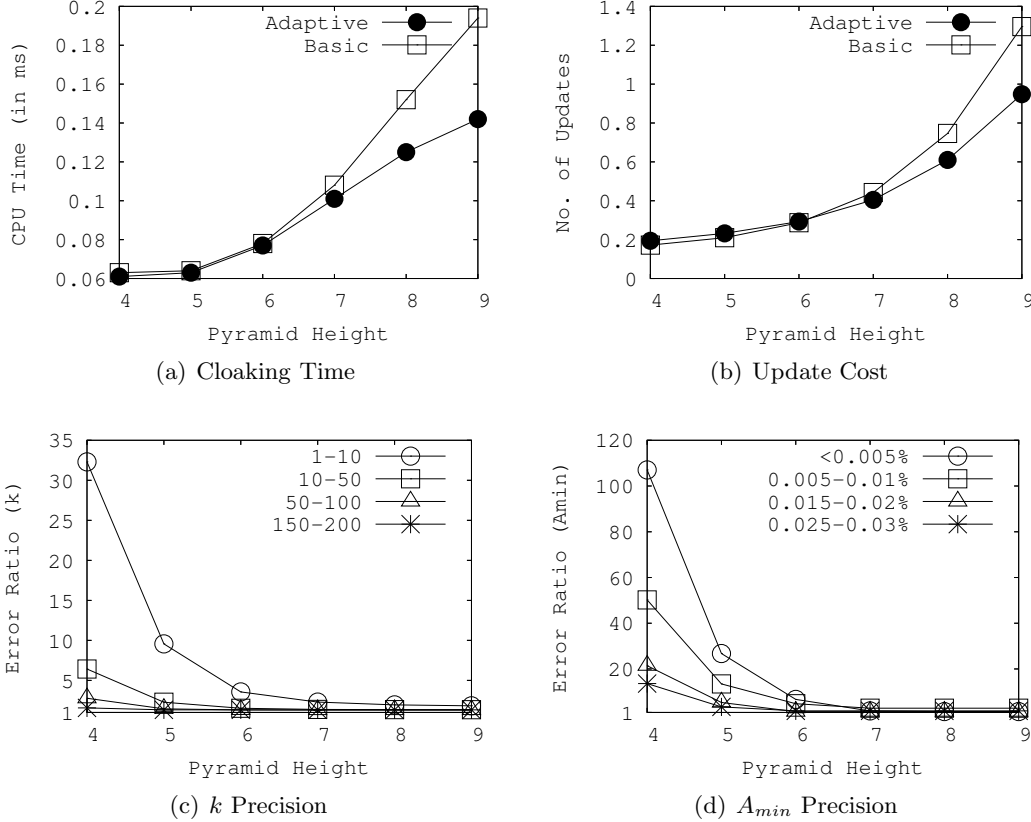 0.2
0.18
0.16
0.14
0.12
0.1
0.08
0.06
CPU Time (in ms)
Adaptive
Basic
4 5 6 7 8 9
Pyramid Height
(a) Cloaking Time
1.4
1.2
1
0.8
0.6
0.4
0.2
0
No. of Updates
Adaptive
Basic
4 5 6 7 8 9
Pyramid Height
(b) Update Cost
35
30
25
20
15
10
5
1
Error Ratio (k)
1-10
10-50
50-100
150-200
4 5 6 7 8 9
Pyramid Height
(c) k Precision
120
100
80
60
40
20
1
Error Ratio (Amin)
<0.005%
0.005-0.01%
0.015-0.02%
0.025-0.03%
4 5 6 7 8 9
Pyramid Height
(d) Amin Precision